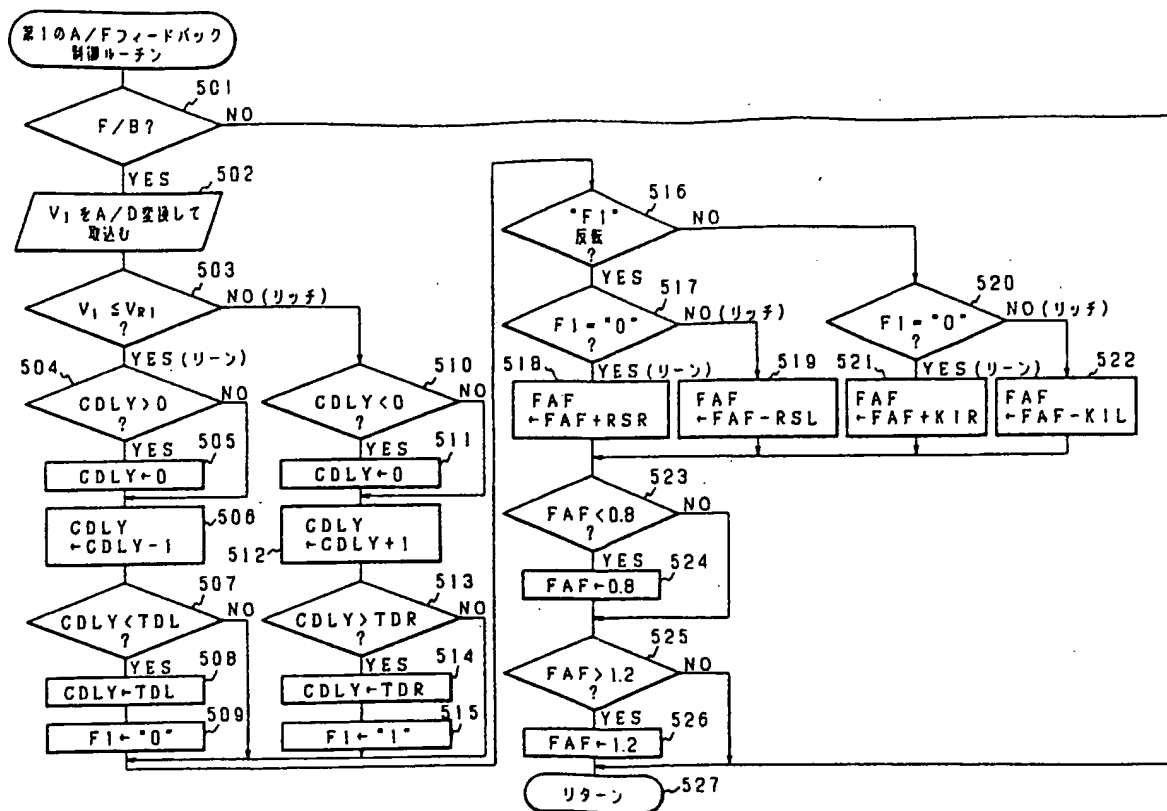 第1のA/Fフィードバック
制御ルーチン
501
F/B?
NO
YES
502
V1をA/D変換して
取込む
503
V1≦VR1
?
NO(リッチ)
YES(リーン)
504
CDLY>0
?
NO
YES
505
CDLY←0
506
CDLY
←CDLY-1
507
CDLY<TDL
?
NO
YES
508
CDLY←TDL
509
F1←"0"
510
CDLY<0
?
NO
YES
511
CDLY←0
512
CDLY
←CDLY+1
513
CDLY>TDR
?
NO
YES
514
CDLY←TDR
515
F1←"1"
516
"F1"
反転
?
NO
YES
517
F1="0"
?
NO(リッチ)
YES(リーン)
518
FAF
←FAF+RSR
519
FAF
←FAF-RSL
520
F1="0"
?
NO(リッチ)
YES(リーン)
521
FAF
←FAF+KIR
522
FAF
←FAF-KIL
523
FAF<0.8
?
NO
YES
524
FAF←0.8
525
FAF>1.2
?
NO
YES
526
FAF←1.2
リターン
527